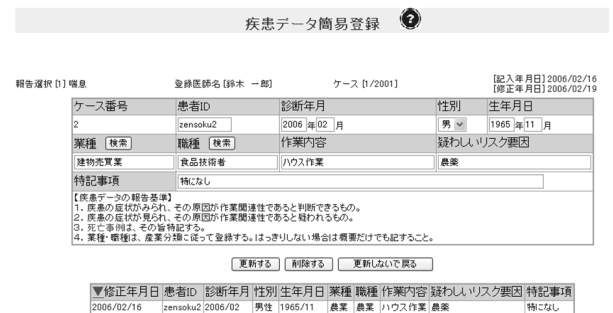 疾患データ簡易登録 ?
報告選択 [1] 喘息 登録医師名 [鈴木 一郎] ケース [1/2001] [記入年月日] 2006/02/16
[修正年月日] 2006/02/19
ケース番号 患者ID 診断年月 性別 生年月日
2 zensoku2 2006 年 02 月 男 1965 年 11 月
業種 検索 職種 検索 作業内容 疑わしいリスク要因
建物売買業 食品技術者 ハウス作業 農薬
特記事項 特になし
【疾患データの報告基準】
1. 疾患の症状がみられ、その原因が作業関連性であると判断できるもの。
2. 疾患の症状が見られ、その原因が作業関連性であると疑われるもの。
3. 死亡事例は、その旨特記する。
4. 業種・職種は、産業分類に従って登録する。はっきりしない場合は概要だけでも記すること。
更新する 削除する 更新しないで戻る
▼修正年月日 患者ID 診断年月 性別 生年月日 業種 職種 作業内容 疑わしいリスク要因 特記事項
2006/02/16 zensoku2 2006/02 男性 1965/11 農業 農業 ハウス作業 農薬 特になし